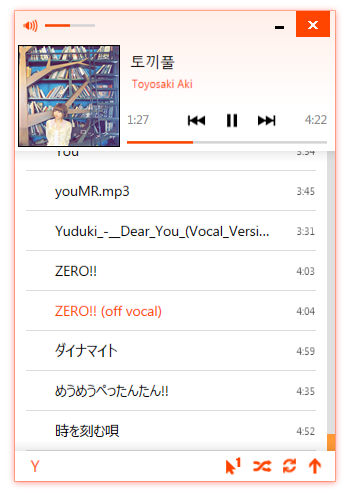 토끼풀
Toyosaki Aki
1:27
4:22
You 3:34
youMR.mp3 3:45
Yuduki_-__Dear_You_(Vocal_Versi... 3:31
ZERO!! 4:03
ZERO!! (off vocal) 4:04
ダイナマイト 4:59
めうめうぺったんたん!! 4:35
時を刻む唄 4:52
Y 1